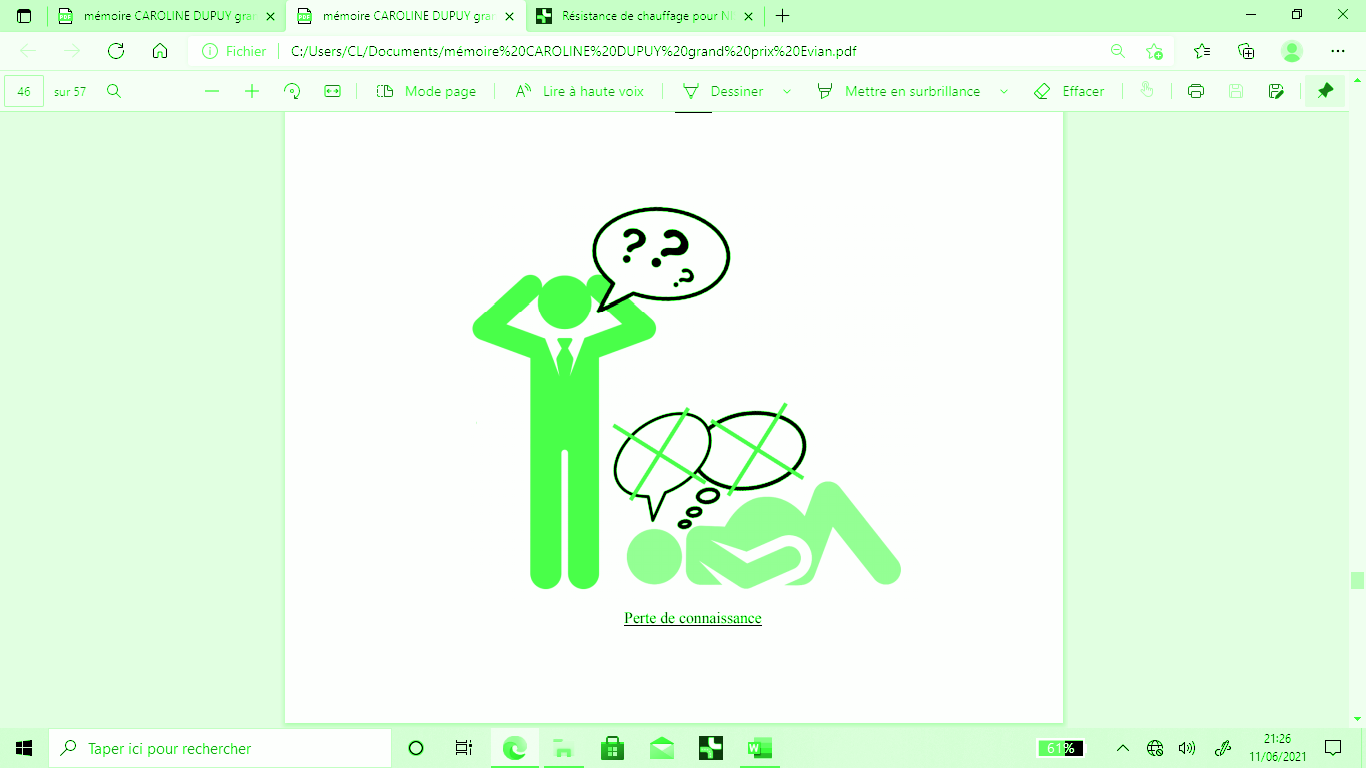 mémoire CAROLINE DUPUY gra
mémoire CAROLINE DUPUY gra
Résistance de chauffage pour N
Fichier
C:/Users/CL/Documents/mémoire%20CAROLINE%20DUPUY%20grand%20prix%20Evian.pdf
46 sur 57
Mode page
Lire à haute voix
Dessiner
Mettre en surbrillance
Effacer
? ? ?
Perte de connaissance
Taper ici pour rechercher
61%
21:26
11/06/2021